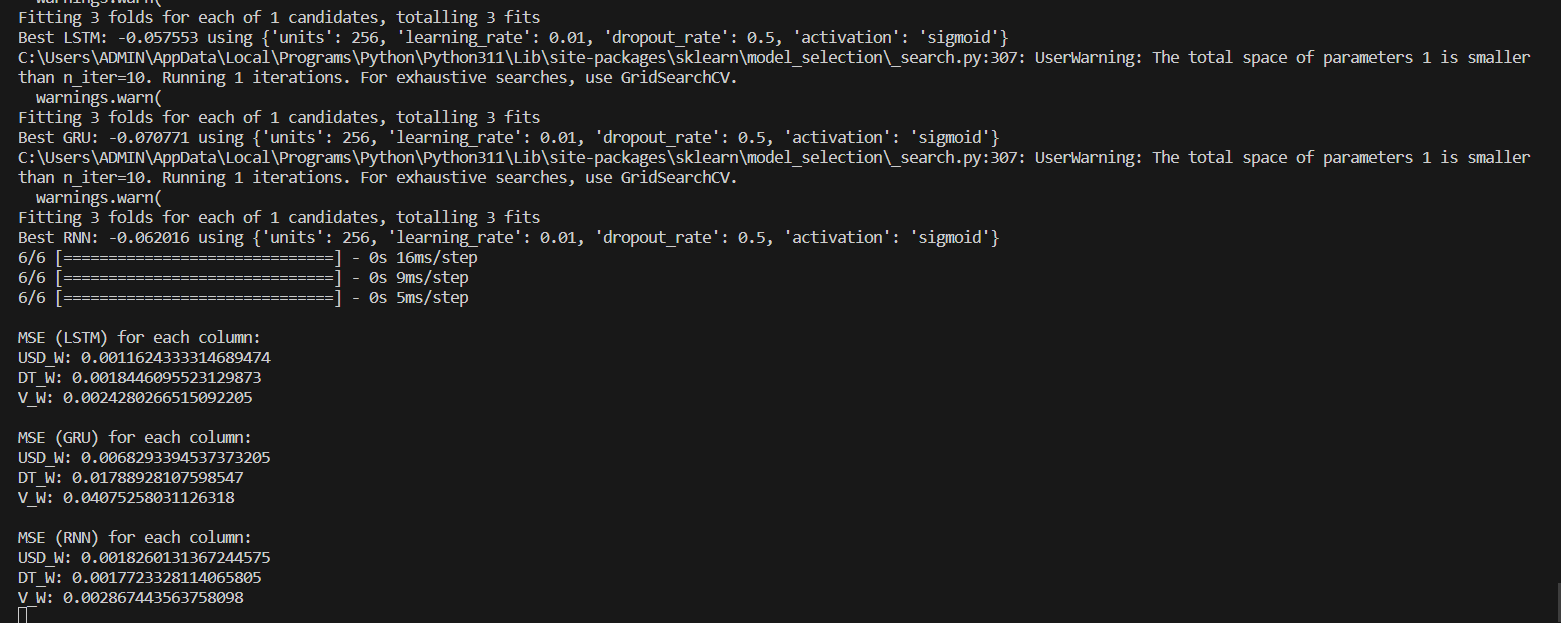 warnings.warn(
Fitting 3 folds for each of 1 candidates, totalling 3 fits
Best LSTM: -0.057553 using {'units': 256, 'learning_rate': 0.01, 'dropout_rate': 0.5, 'activation': 'sigmoid'}
C:\Users\ADMIN\AppData\Local\Programs\Python\Python311\Lib\site-packages\sklearn\model_selection\_search.py:307: UserWarning: The total space of parameters 1 is smaller
than n_iter=10. Running 1 iterations. For exhaustive searches, use GridSearchCV.
warnings.warn(
Fitting 3 folds for each of 1 candidates, totalling 3 fits
Best GRU: -0.070771 using {'units': 256, 'learning_rate': 0.01, 'dropout_rate': 0.5, 'activation': 'sigmoid'}
C:\Users\ADMIN\AppData\Local\Programs\Python\Python311\Lib\site-packages\sklearn\model_selection\_search.py:307: UserWarning: The total space of parameters 1 is smaller
than n_iter=10. Running 1 iterations. For exhaustive searches, use GridSearchCV.
warnings.warn(
Fitting 3 folds for each of 1 candidates, totalling 3 fits
Best RNN: -0.062016 using {'units': 256, 'learning_rate': 0.01, 'dropout_rate': 0.5, 'activation': 'sigmoid'}
6/6 [==============================] - 0s 16ms/step
6/6 [==============================] - 0s 9ms/step
6/6 [==============================] - 0s 5ms/step
MSE (LSTM) for each column:
USD_W: 0.0011624333314689474
DT_W: 0.0018446095523129873
V_W: 0.0024280266515092205
MSE (GRU) for each column:
USD_W: 0.0068293394537373205
DT_W: 0.01788928107598547
V_W: 0.04075258031126318
MSE (RNN) for each column:
USD_W: 0.0018260131367244575
DT_W: 0.0017723328114065805
V_W: 0.002867443563758098